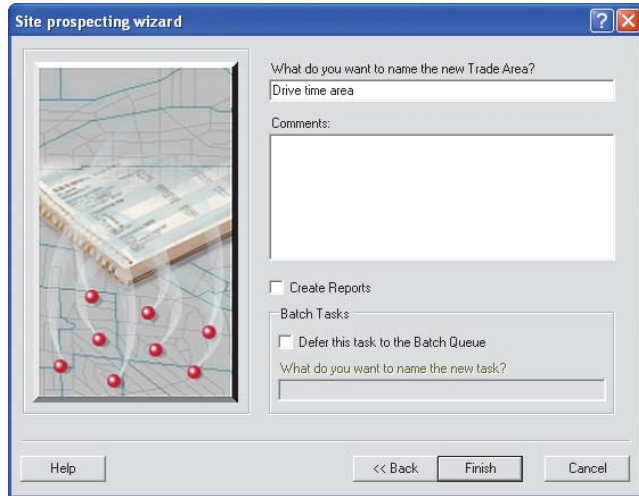 Site prospecting wizard
What do you want to name the new Trade Area?
Drive time area
Comments:
Create Reports
Batch Tasks
Defer this task to the Batch Queue
What do you want to name the new task?
Help
<< Back
Finish
Cancel